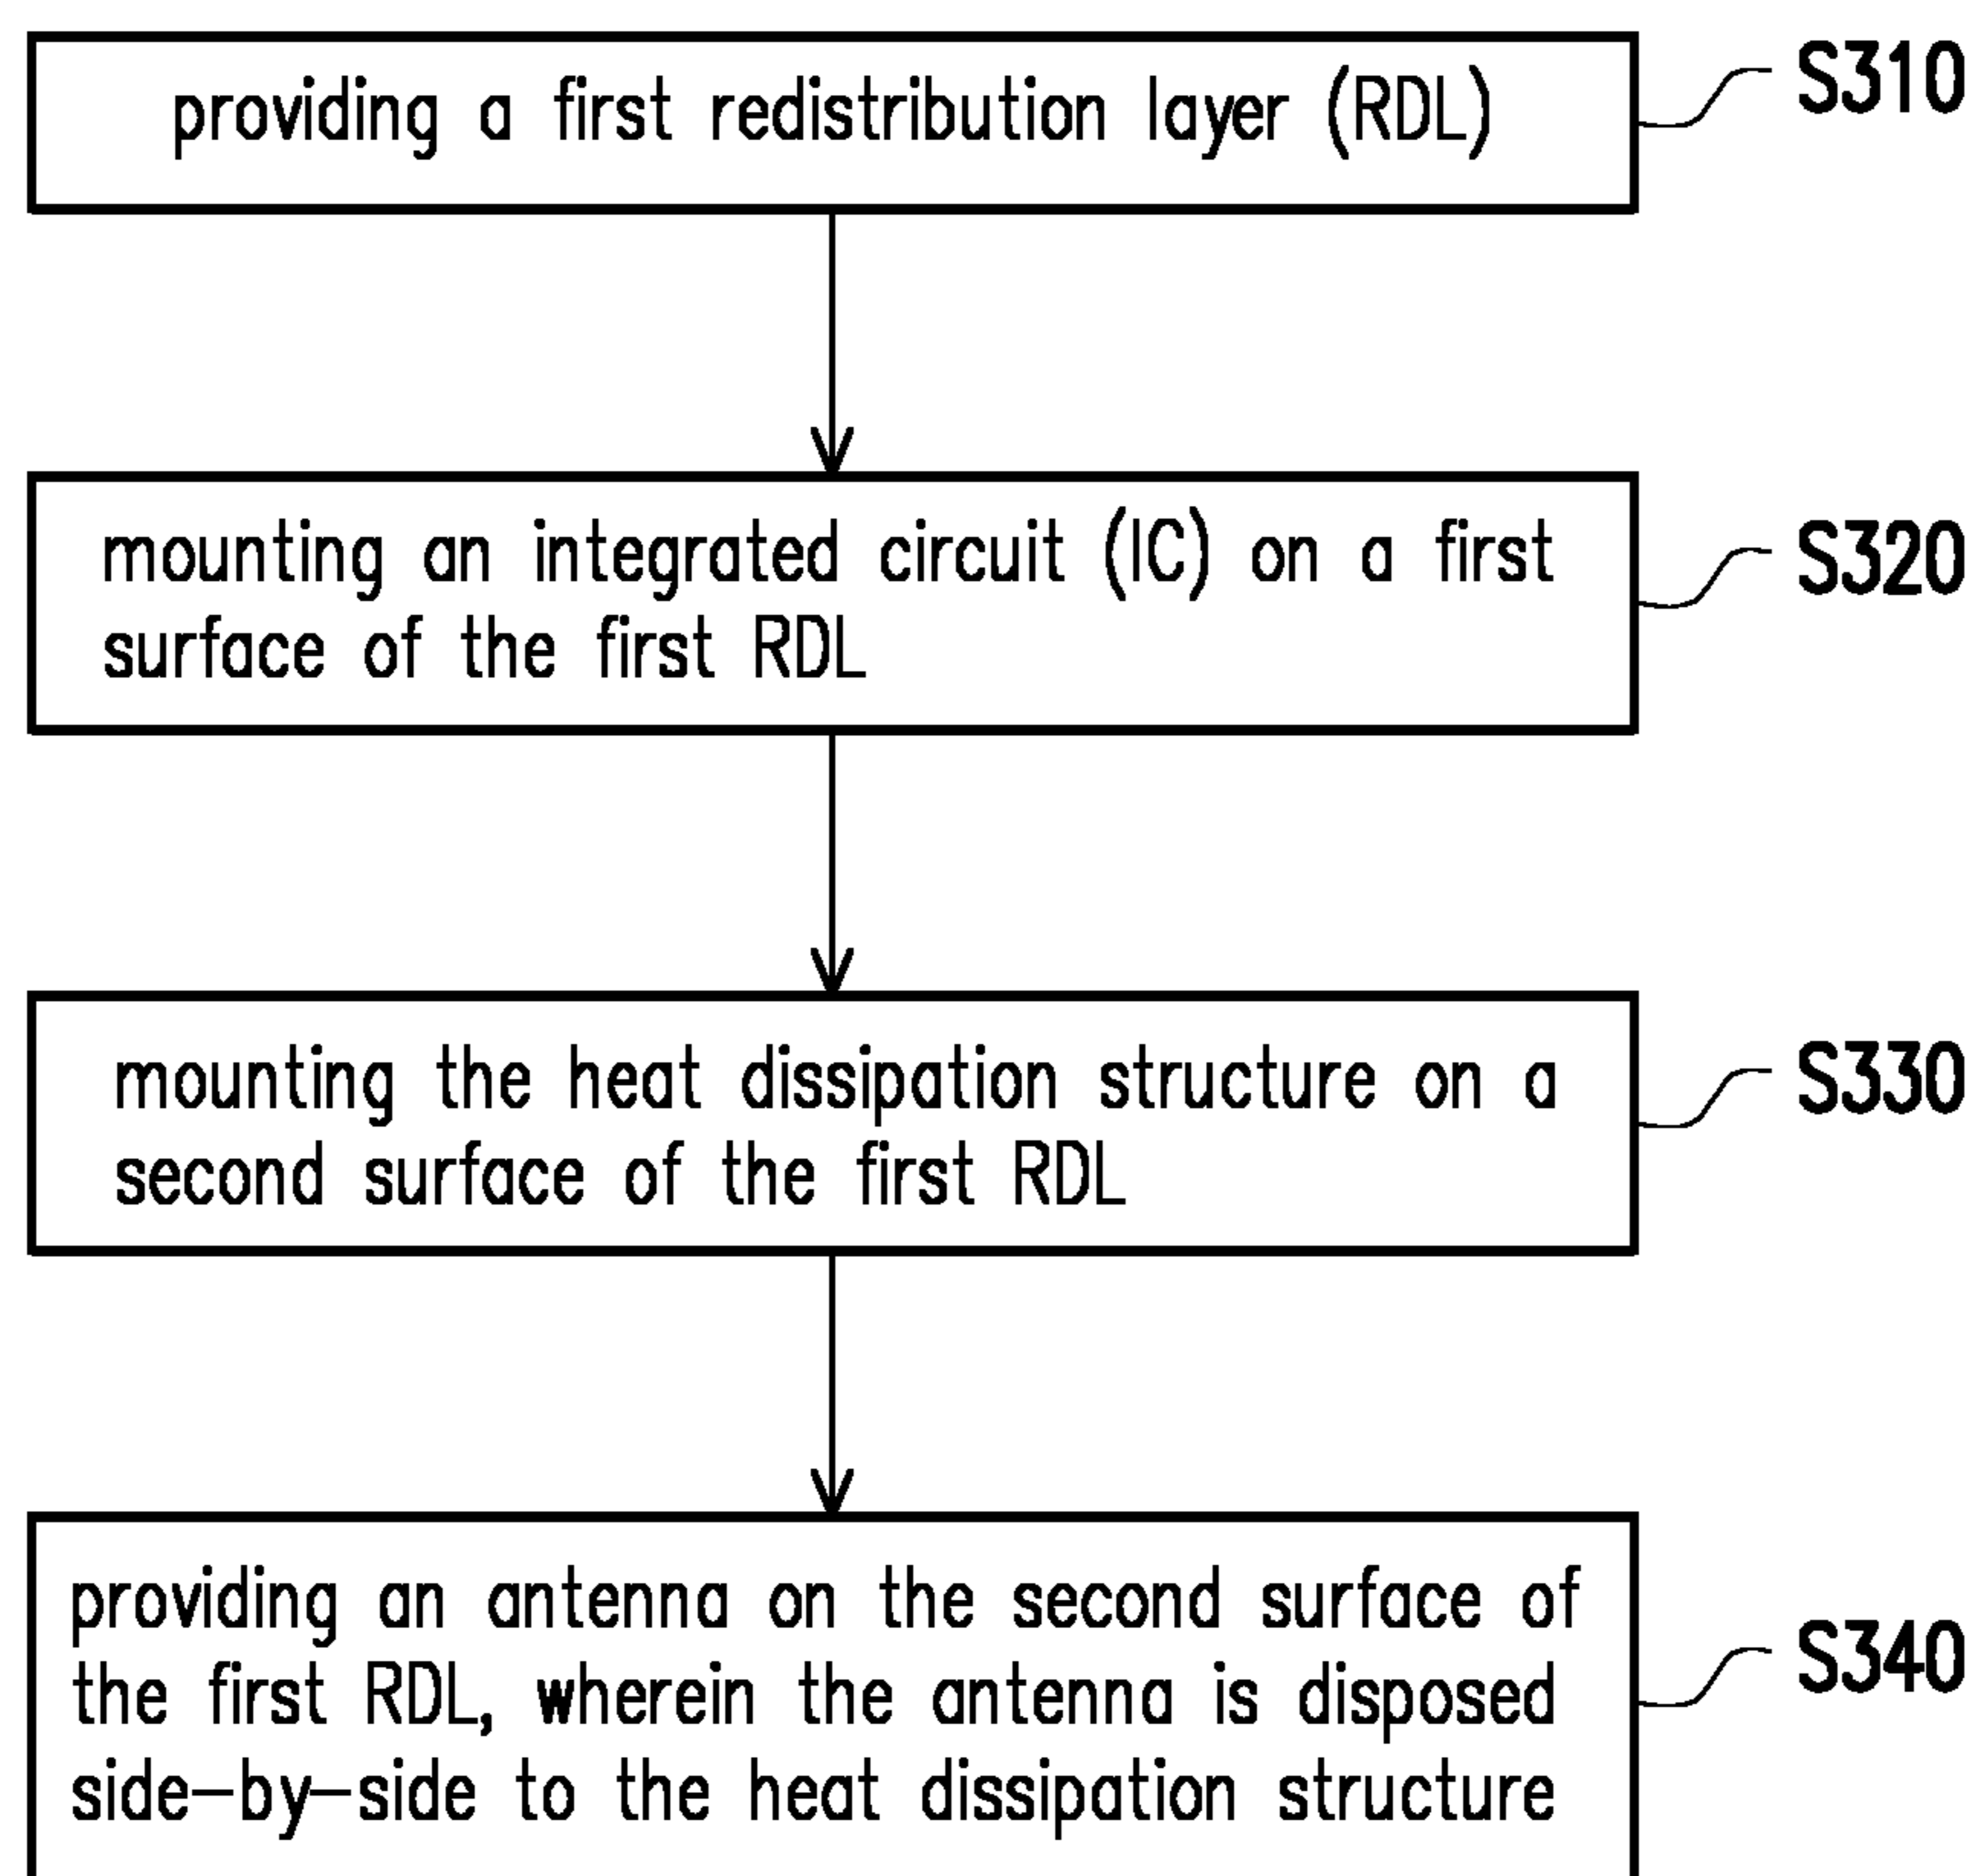 providing a first redistribution layer (RDL)
S310
mounting an integrated circuit (IC) on a first
surface of the first RDL
S320
mounting the heat dissipation structure on a
second surface of the first RDL
S330
providing an antenna on the second surface of
the first RDL, wherein the antenna is disposed
side-by-side to the heat dissipation structure
S340